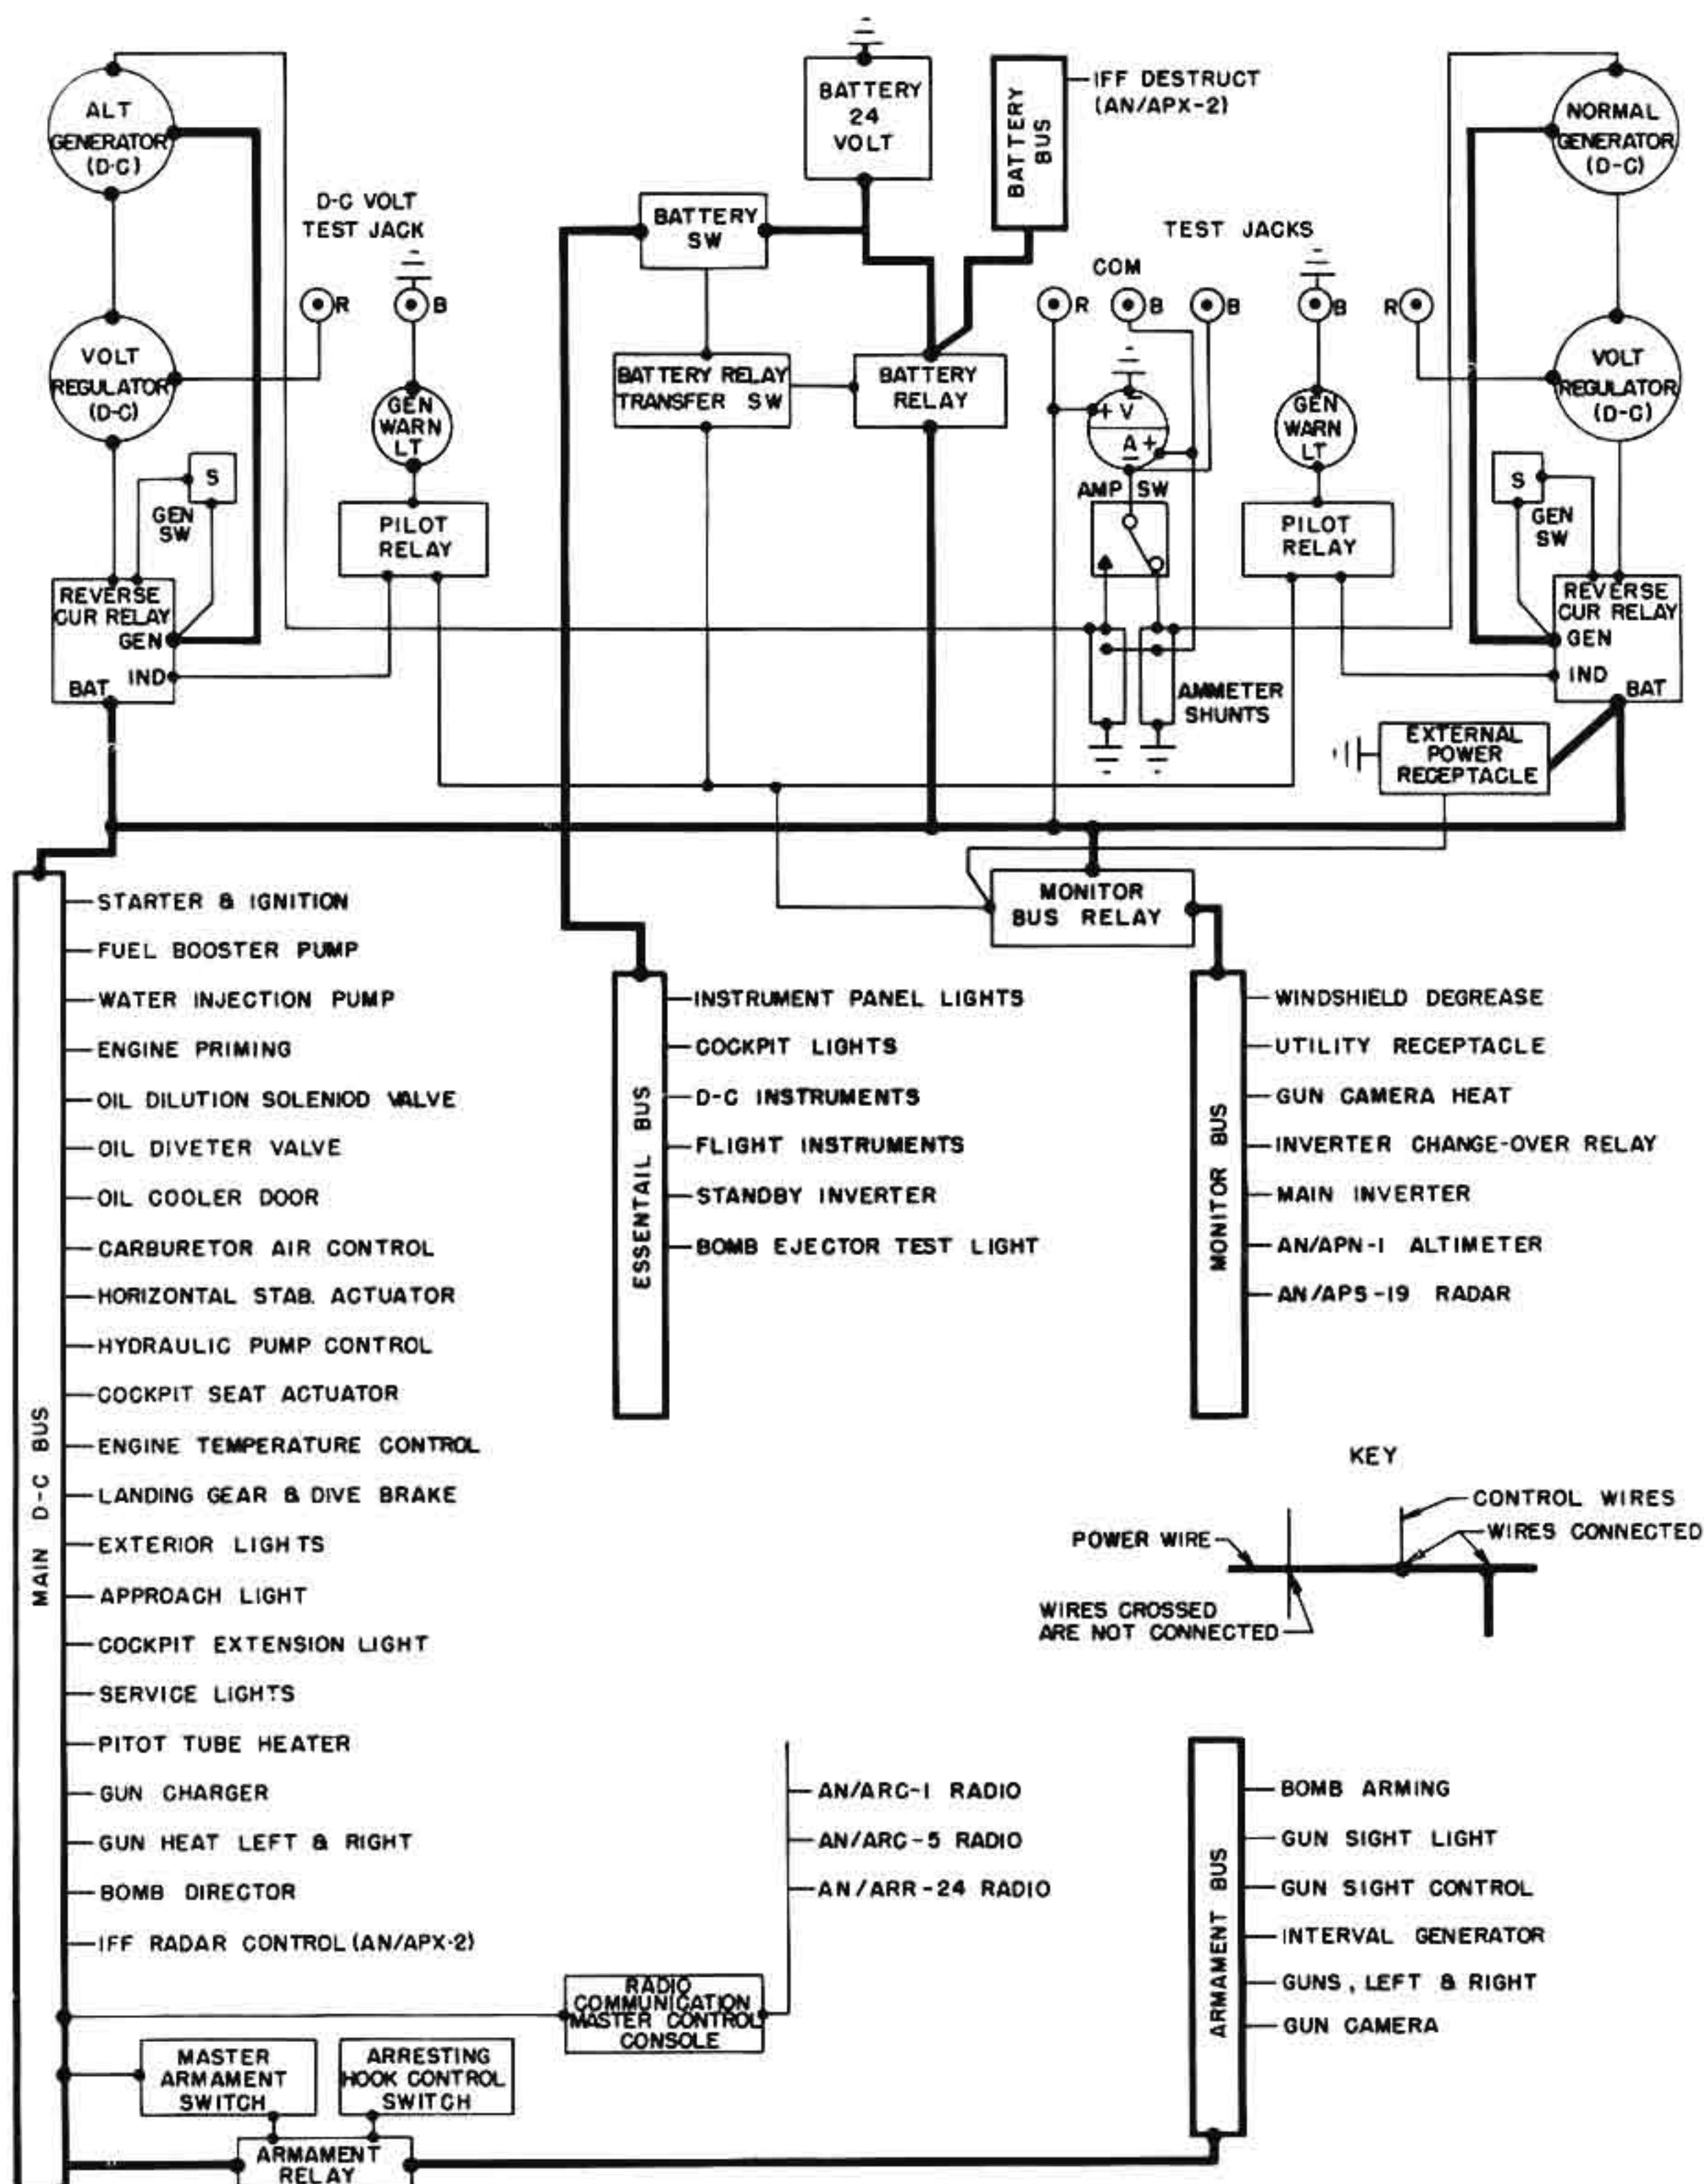 ALT
GENERATOR
(D-C)
BATTERY
24
VOLT
BATTERY
BUS
IFF DESTRUCT
(AN/APX-2)
NORMAL
GENERATOR
(D-C)
D-C VOLT
TEST JACK
BATTERY
SW
TEST JACKS
COM
R
B
R
B
B
B
R
VOLT
REGULATOR
(D-C)
GEN
WARN
LT
BATTERY RELAY
TRANSFER SW
BATTERY
RELAY
+ V -
A +
-
GEN
WARN
LT
VOLT
REGULATOR
(D-C)
S
GEN
SW
PILOT
RELAY
AMP SW
PILOT
RELAY
S
GEN
SW
REVERSE
CUR RELAY
GEN
IND
BAT
AMMETER
SHUNTS
REVERSE
CUR RELAY
GEN
IND
BAT
EXTERNAL
POWER
RECEPTACLE
MONITOR
BUS RELAY
MAIN D-C BUS
STARTER & IGNITION
FUEL BOOSTER PUMP
WATER INJECTION PUMP
ENGINE PRIMING
OIL DILUTION SOLENIOD VALVE
OIL DIVETER VALVE
OIL COOLER DOOR
CARBURETOR AIR CONTROL
HORIZONTAL STAB. ACTUATOR
HYDRAULIC PUMP CONTROL
COCKPIT SEAT ACTUATOR
ENGINE TEMPERATURE CONTROL
LANDING GEAR & DIVE BRAKE
EXTERIOR LIGHTS
APPROACH LIGHT
COCKPIT EXTENSION LIGHT
SERVICE LIGHTS
PITOT TUBE HEATER
GUN CHARGER
GUN HEAT LEFT & RIGHT
BOMB DIRECTOR
IFF RADAR CONTROL (AN/APX-2)
ESSENTAIL BUS
INSTRUMENT PANEL LIGHTS
COCKPIT LIGHTS
D-C INSTRUMENTS
FLIGHT INSTRUMENTS
STANDBY INVERTER
BOMB EJECTOR TEST LIGHT
MONITOR BUS
WINDSHIELD DEGREASE
UTILITY RECEPTACLE
GUN CAMERA HEAT
INVERTER CHANGE-OVER RELAY
MAIN INVERTER
AN/APN-1 ALTIMETER
AN/APS-19 RADAR
KEY
CONTROL WIRES
WIRES CONNECTED
POWER WIRE
WIRES CROSSED
ARE NOT CONNECTED
AN/ARC-1 RADIO
AN/ARC-5 RADIO
AN/ARR-24 RADIO
RADIO
COMMUNICATION
MASTER CONTROL
CONSOLE
ARMAMENT BUS
BOMB ARMING
GUN SIGHT LIGHT
GUN SIGHT CONTROL
INTERVAL GENERATOR
GUNS, LEFT & RIGHT
GUN CAMERA
MASTER
ARMAMENT
SWITCH
ARRESTING
HOOK CONTROL
SWITCH
ARMAMENT
RELAY